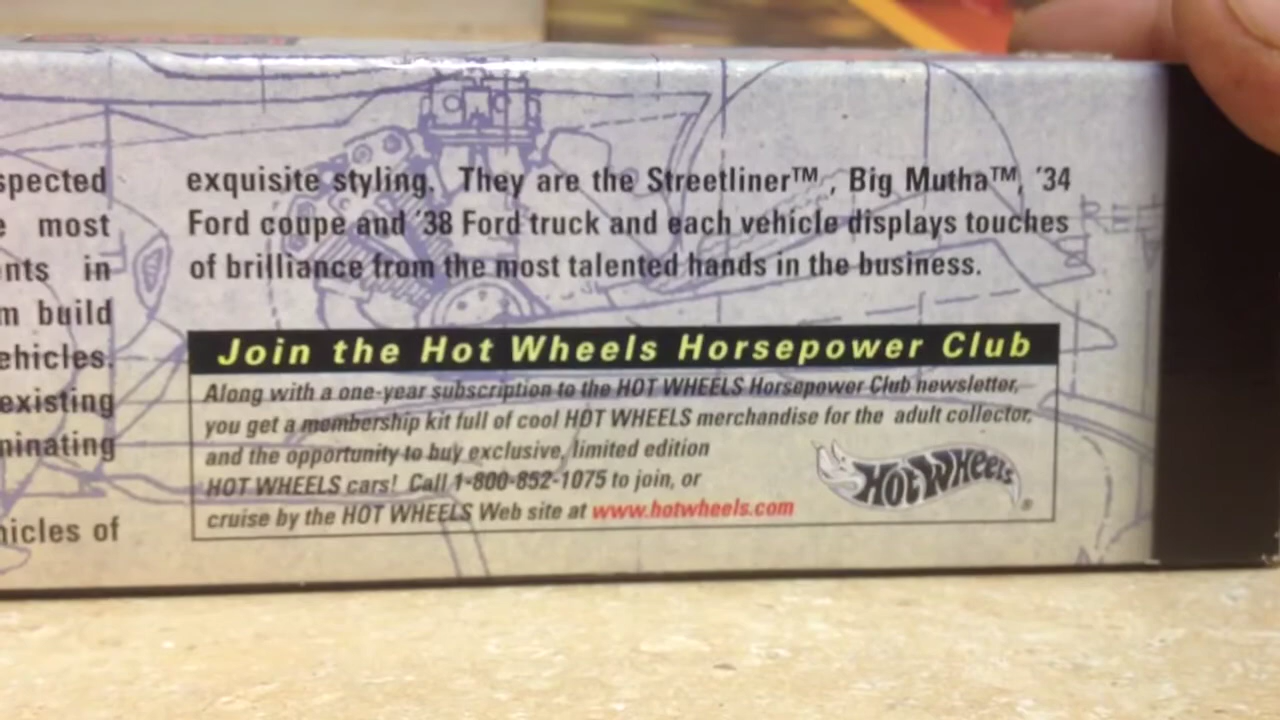 spected
most
nts in
m build
ehicles.
existing
minating
hicles of
exquisite styling. They are the Streetliner™, Big Mutha™, '34
Ford coupe and '38 Ford truck and each vehicle displays touches
of brilliance from the most talented hands in the business.
Join the Hot Wheels Horsepower Club
Along with a one-year subscription to the HOT WHEELS Horsepower Club newsletter,
you get a membership kit full of cool HOT WHEELS merchandise for the adult collector,
and the opportunity to buy exclusive, limited edition
HOT WHEELS cars! Call 1-800-852-1075 to join, or
cruise by the HOT WHEELS Web site at www.hotwheels.com
Hot Wheels ®